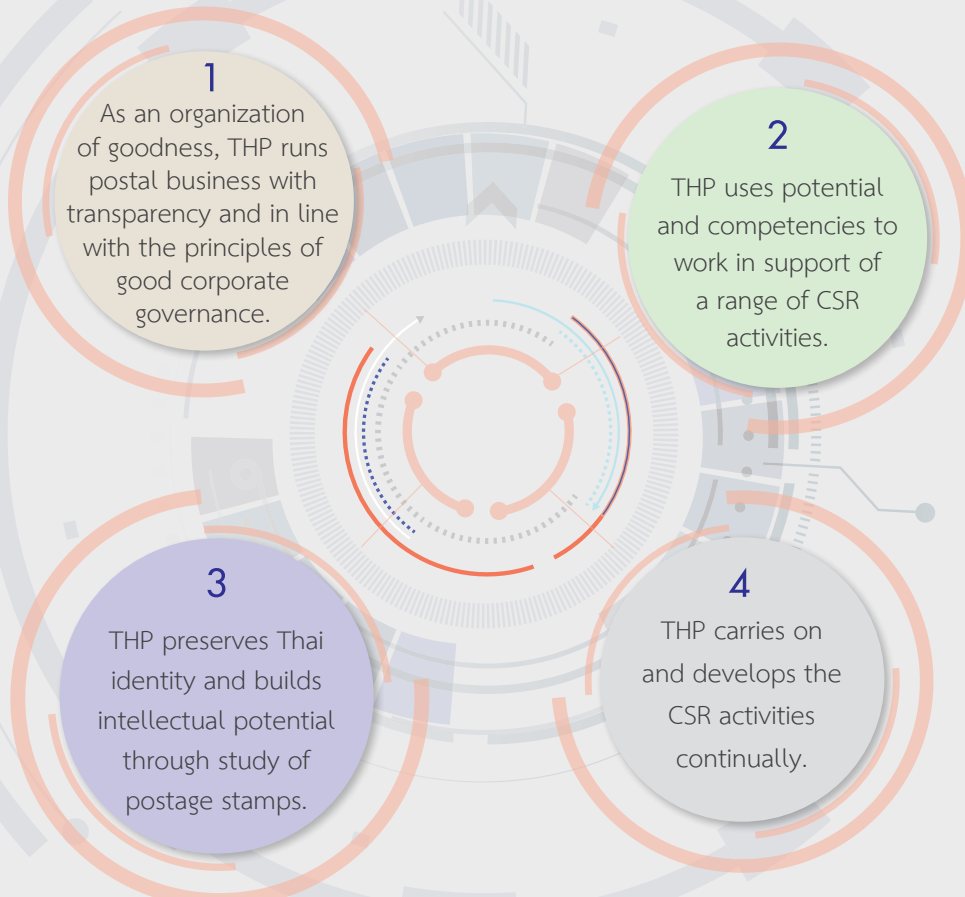 1
As an organization
of goodness, THP runs
postal business with
transparency and in line
with the principles of
good corporate
governance.
2
THP uses potential
and competencies to
work in support of
a range of CSR
activities.
3
THP preserves Thai
identity and builds
intellectual potential
through study of
postage stamps.
4
THP carries on
and develops the
CSR activities
continually.